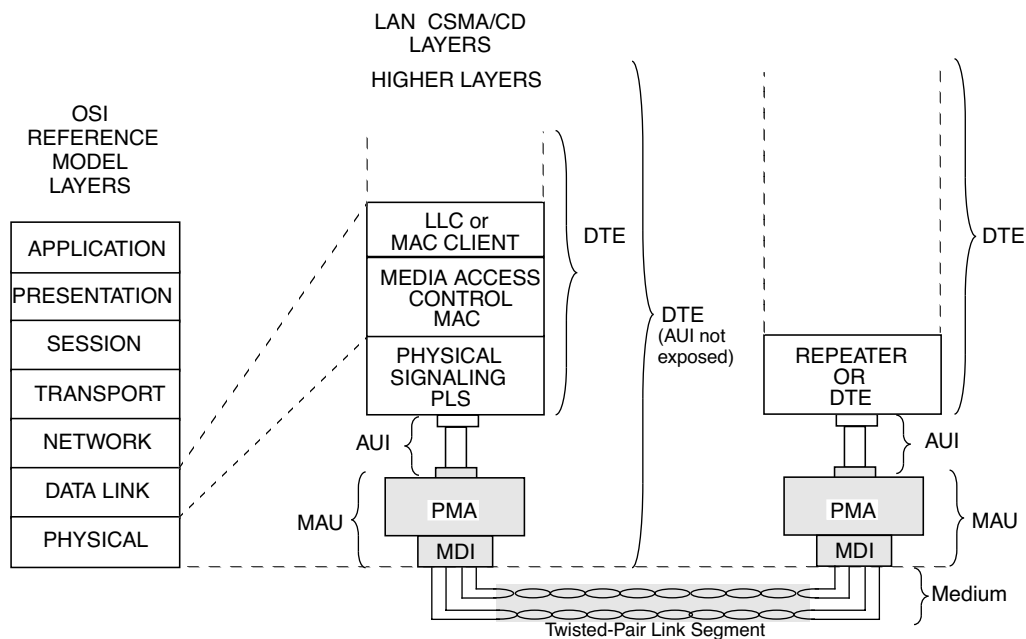 LAN CSMA/CD
LAYERS
HIGHER LAYERS
OSI
REFERENCE
MODEL
LAYERS
APPLICATION
PRESENTATION
SESSION
TRANSPORT
NETWORK
DATA LINK
PHYSICAL
LLC or
MAC CLIENT
MEDIA ACCESS
CONTROL
MAC
PHYSICAL
SIGNALING
PLS
DTE
DTE
(AUI not
exposed)
AUI
MAU
PMA
MDI
DTE
REPEATER
OR
DTE
AUI
PMA
MAU
MDI
Medium
Twisted-Pair Link Segment